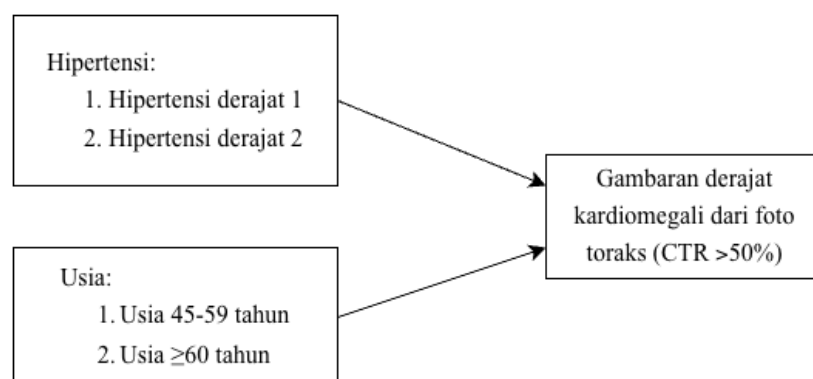 Hipertensi:
1. Hipertensi derajat 1
2. Hipertensi derajat 2
Usia:
1. Usia 45-59 tahun
2. Usia ≥60 tahun
Gambaran derajat
kardiomegali dari foto
toraks (CTR >50%)